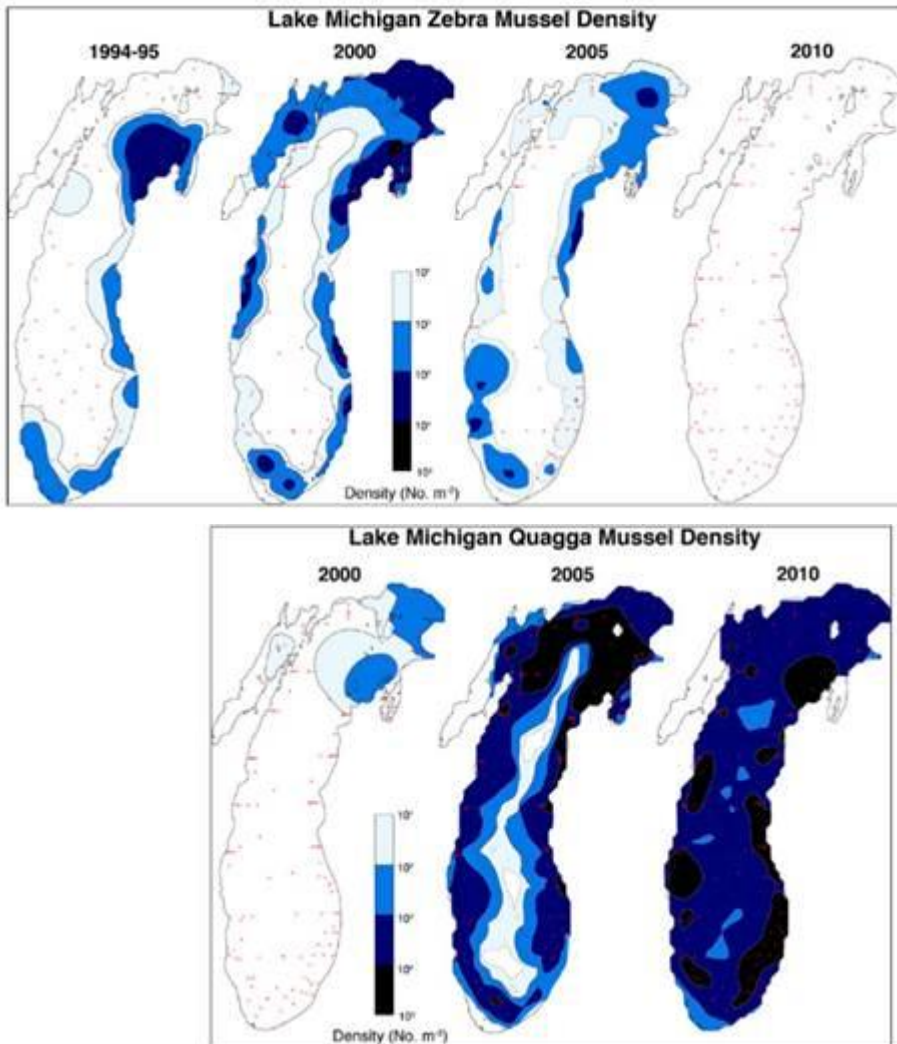 Lake Michigan Zebra Mussel Density
1994-95
2000
2005
2010
Density (No. m⁻²)
Lake Michigan Quagga Mussel Density
2000
2005
2010
Density (No. m⁻²)